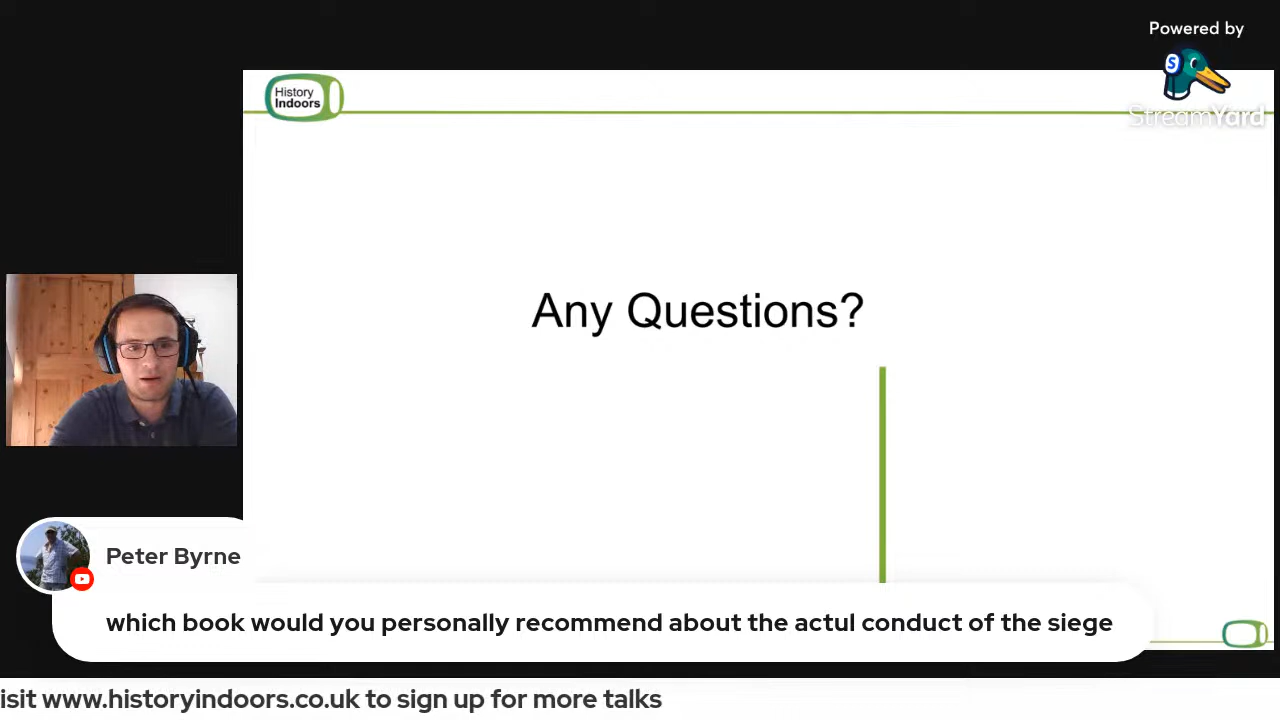 Powered by
S
StreamYard
History
Indoors
Any Questions?
Peter Byrne
which book would you personally recommend about the actul conduct of the siege
isit www.historyindoors.co.uk to sign up for more talks